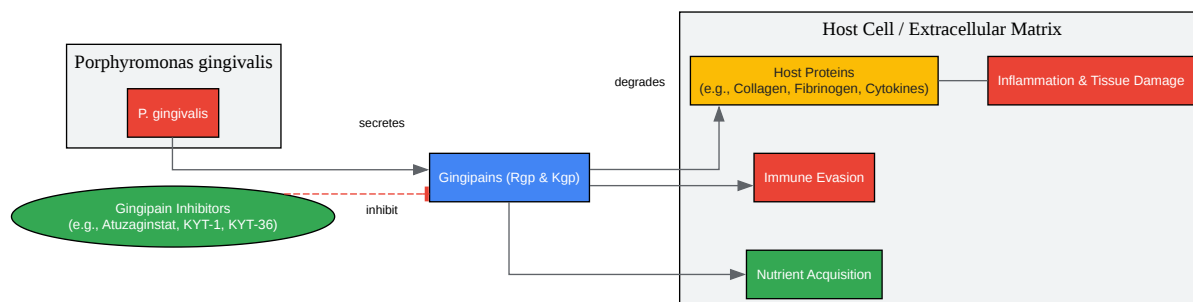 Host Cell / Extracellular Matrix
Porphyromonas gingivalis
Host Proteins
(e.g., Collagen, Fibrinogen, Cytokines)
Inflammation & Tissue Damage
degrades
P. gingivalis
secretes
Gingipains (Rgp & Kgp)
Immune Evasion
Gingipain Inhibitors
(e.g., Atuzaginstat, KYT-1, KYT-36)
inhibit
Nutrient Acquisition